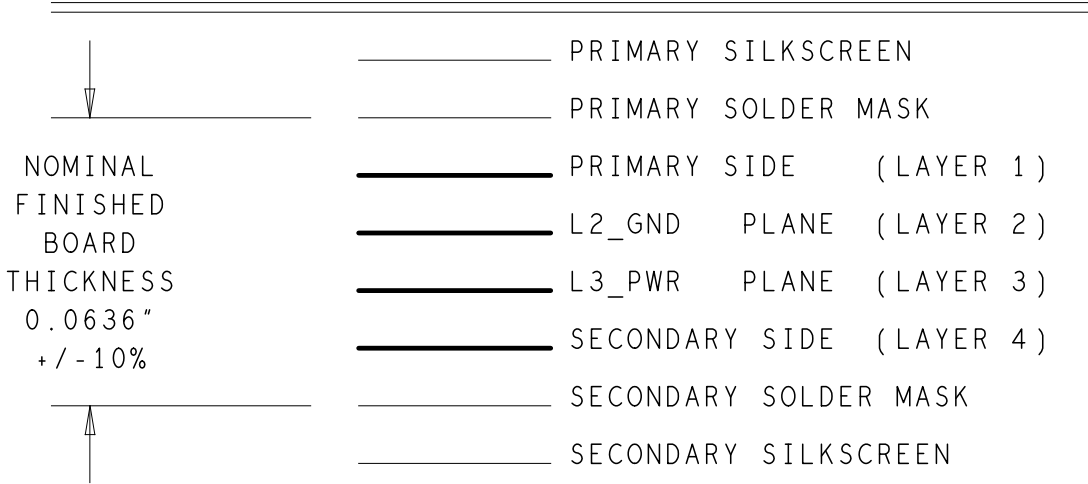 PRIMARY SILKSCREEN
PRIMARY SOLDER MASK
PRIMARY SIDE (LAYER 1)
L2_GND PLANE (LAYER 2)
L3_PWR PLANE (LAYER 3)
SECONDARY SIDE (LAYER 4)
SECONDARY SOLDER MASK
SECONDARY SILKSCREEN
NOMINAL
FINISHED
BOARD
THICKNESS
0.0636"
+/-10%